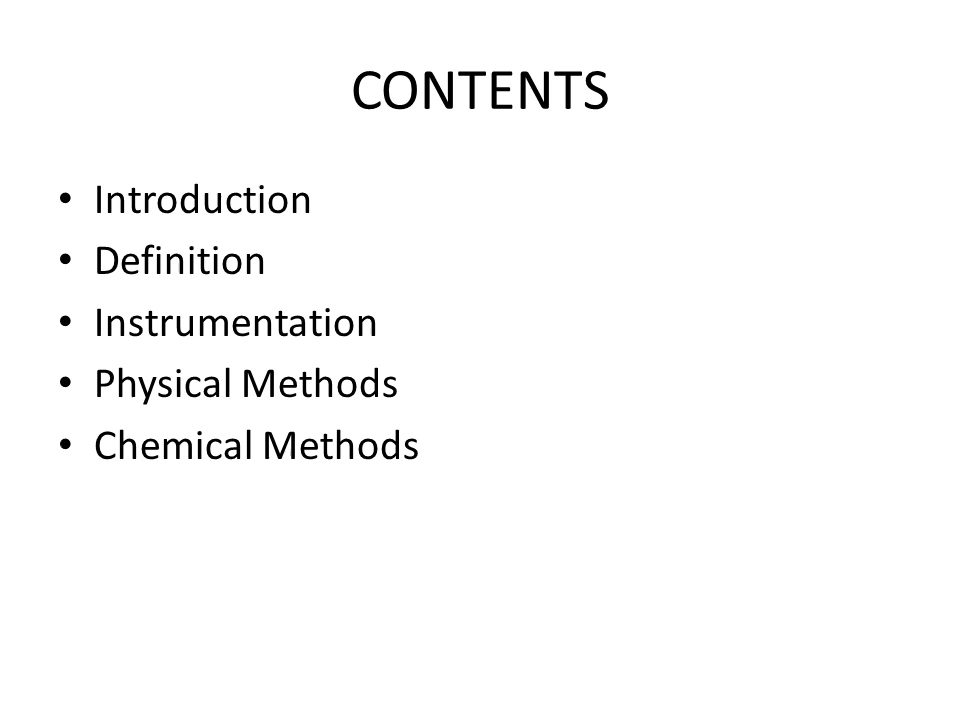 CONTENTS
• Introduction
• Definition
• Instrumentation
• Physical Methods
• Chemical Methods